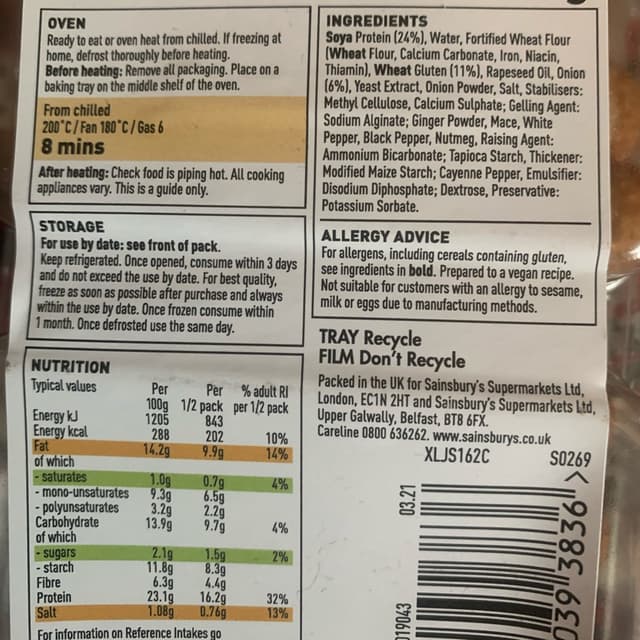 OVEN
Ready to eat or oven heat from chilled. If freezing at
home, defrost thoroughly before heating.
Before heating: Remove all packaging. Place on a
baking tray on the middle shelf of the oven.
From chilled
200°C / Fan 180°C / Gas 6
8 mins
After heating: Check food is piping hot. All cooking
appliances vary. This is a guide only.
STORAGE
For use by date: see front of pack.
Keep refrigerated. Once opened, consume within 3 days
and do not exceed the use by date. For best quality,
freeze as soon as possible after purchase and always
within the use by date. Once frozen consume within
1 month. Once defrosted use the same day.
NUTRITION
Typical values Per 100g Per 1/2 pack % adult RI per 1/2 pack
Energy kJ 1205 843
Energy kcal 288 202 10%
Fat 14.2g 9.9g 14%
of which
- saturates 1.0g 0.7g 4%
- mono-unsaturates 9.3g 6.5g
- polyunsaturates 3.2g 2.2g
Carbohydrate 13.9g 9.7g 4%
of which
- sugars 2.1g 1.5g 2%
- starch 11.8g 8.3g
Fibre 6.3g 4.4g
Protein 23.1g 16.2g 32%
Salt 1.08g 0.76g 13%
For information on Reference Intakes go
INGREDIENTS
Soya Protein (24%), Water, Fortified Wheat Flour
(Wheat Flour, Calcium Carbonate, Iron, Niacin,
Thiamin), Wheat Gluten (11%), Rapeseed Oil, Onion
(6%), Yeast Extract, Onion Powder, Salt, Stabilisers:
Methyl Cellulose, Calcium Sulphate; Gelling Agent:
Sodium Alginate; Ginger Powder, Mace, White
Pepper, Black Pepper, Nutmeg, Raising Agent:
Ammonium Bicarbonate; Tapioca Starch, Thickener:
Modified Maize Starch; Cayenne Pepper, Emulsifier:
Disodium Diphosphate; Dextrose, Preservative:
Potassium Sorbate.
ALLERGY ADVICE
For allergens, including cereals containing gluten,
see ingredients in bold. Prepared to a vegan recipe.
Not suitable for customers with an allergy to sesame,
milk or eggs due to manufacturing methods.
TRAY Recycle
FILM Don't Recycle
Packed in the UK for Sainsbury's Supermarkets Ltd,
London, EC1N 2HT and Sainsbury's Supermarkets Ltd,
Upper Galwally, Belfast, BT8 6FX.
Careline 0800 636262. www.sainsburys.co.uk
XLJS162C S0269
03.21